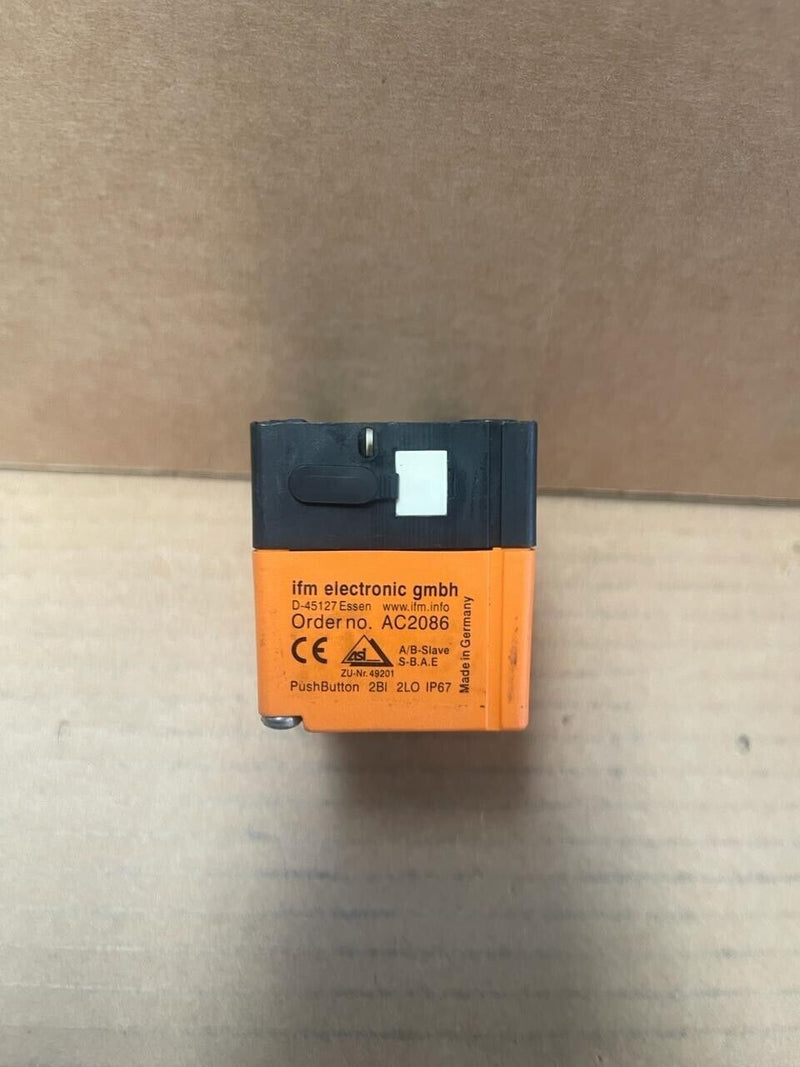 ifm electronic gmbh
D-45127 Essen www.ifm.info
Order no. AC2086
CE ASi A/B-Slave
S-B.A.E
ZU-Nr. 49201
PushButton 2BI 2LO IP67
Made in Germany